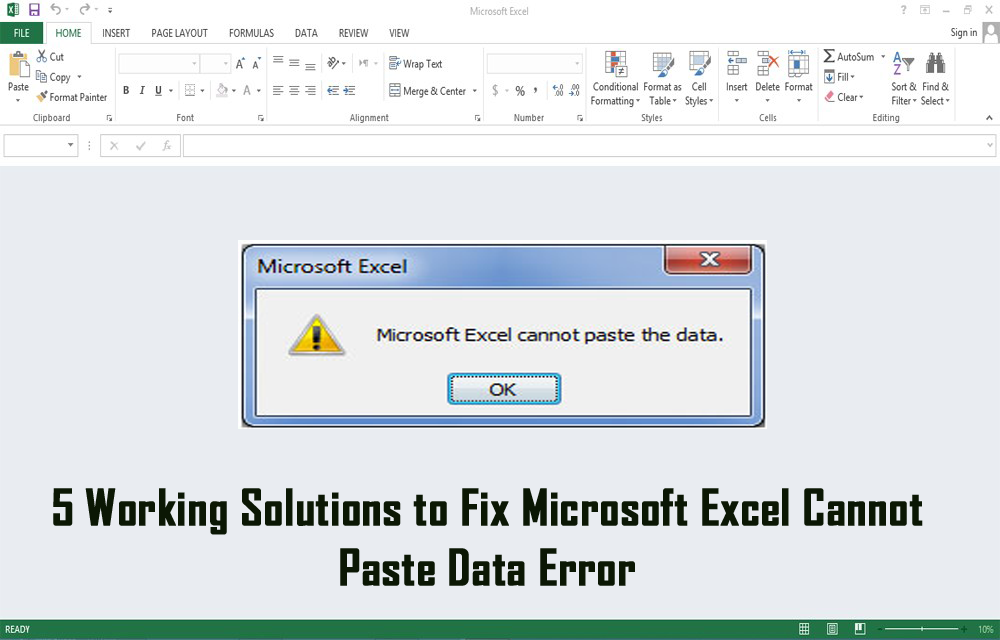 Microsoft Excel
?
FILE HOME INSERT PAGE LAYOUT FORMULAS DATA REVIEW VIEW Sign in
Paste
Cut
Copy
Format Painter
Clipboard
B I U A
Font
Wrap Text
Merge & Center
Alignment
$ % ,
Number
Conditional
Formatting
Format as
Table
Cell
Styles
Styles
Insert
Delete
Format
Cells
AutoSum
Fill
Clear
Sort &
Filter
Find &
Select
Editing
fx
Microsoft Excel
Microsoft Excel cannot paste the data.
OK
5 Working Solutions to Fix Microsoft Excel Cannot
Paste Data Error
READY
10%